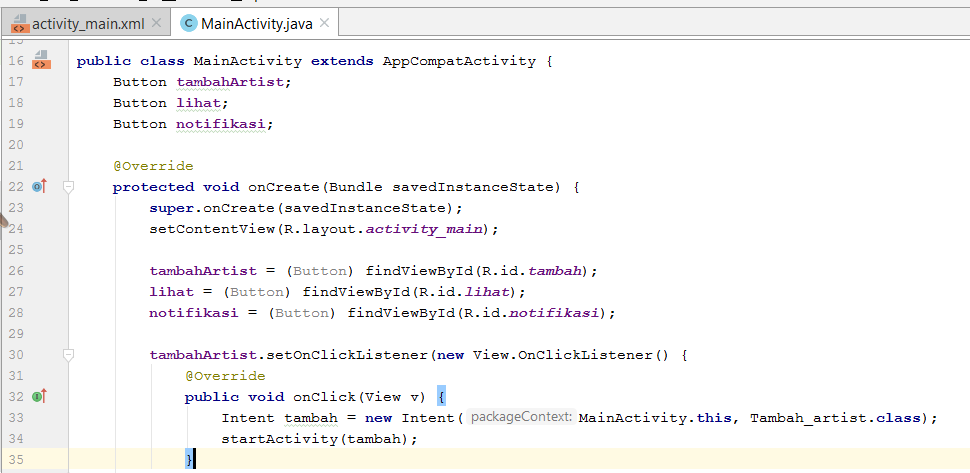 activity_main.xml MainActivity.java
15
16 public class MainActivity extends AppCompatActivity {
17 Button tambahArtist;
18 Button lihat;
19 Button notifikasi;
20
21 @Override
22 protected void onCreate(Bundle savedInstanceState) {
23 super.onCreate(savedInstanceState);
24 setContentView(R.layout.activity_main);
25
26 tambahArtist = (Button) findViewById(R.id.tambah);
27 lihat = (Button) findViewById(R.id.lihat);
28 notifikasi = (Button) findViewById(R.id.notifikasi);
29
30 tambahArtist.setOnClickListener(new View.OnClickListener() {
31 @Override
32 public void onClick(View v) {
33 Intent tambah = new Intent( packageContext: MainActivity.this, Tambah_artist.class);
34 startActivity(tambah);
35 }